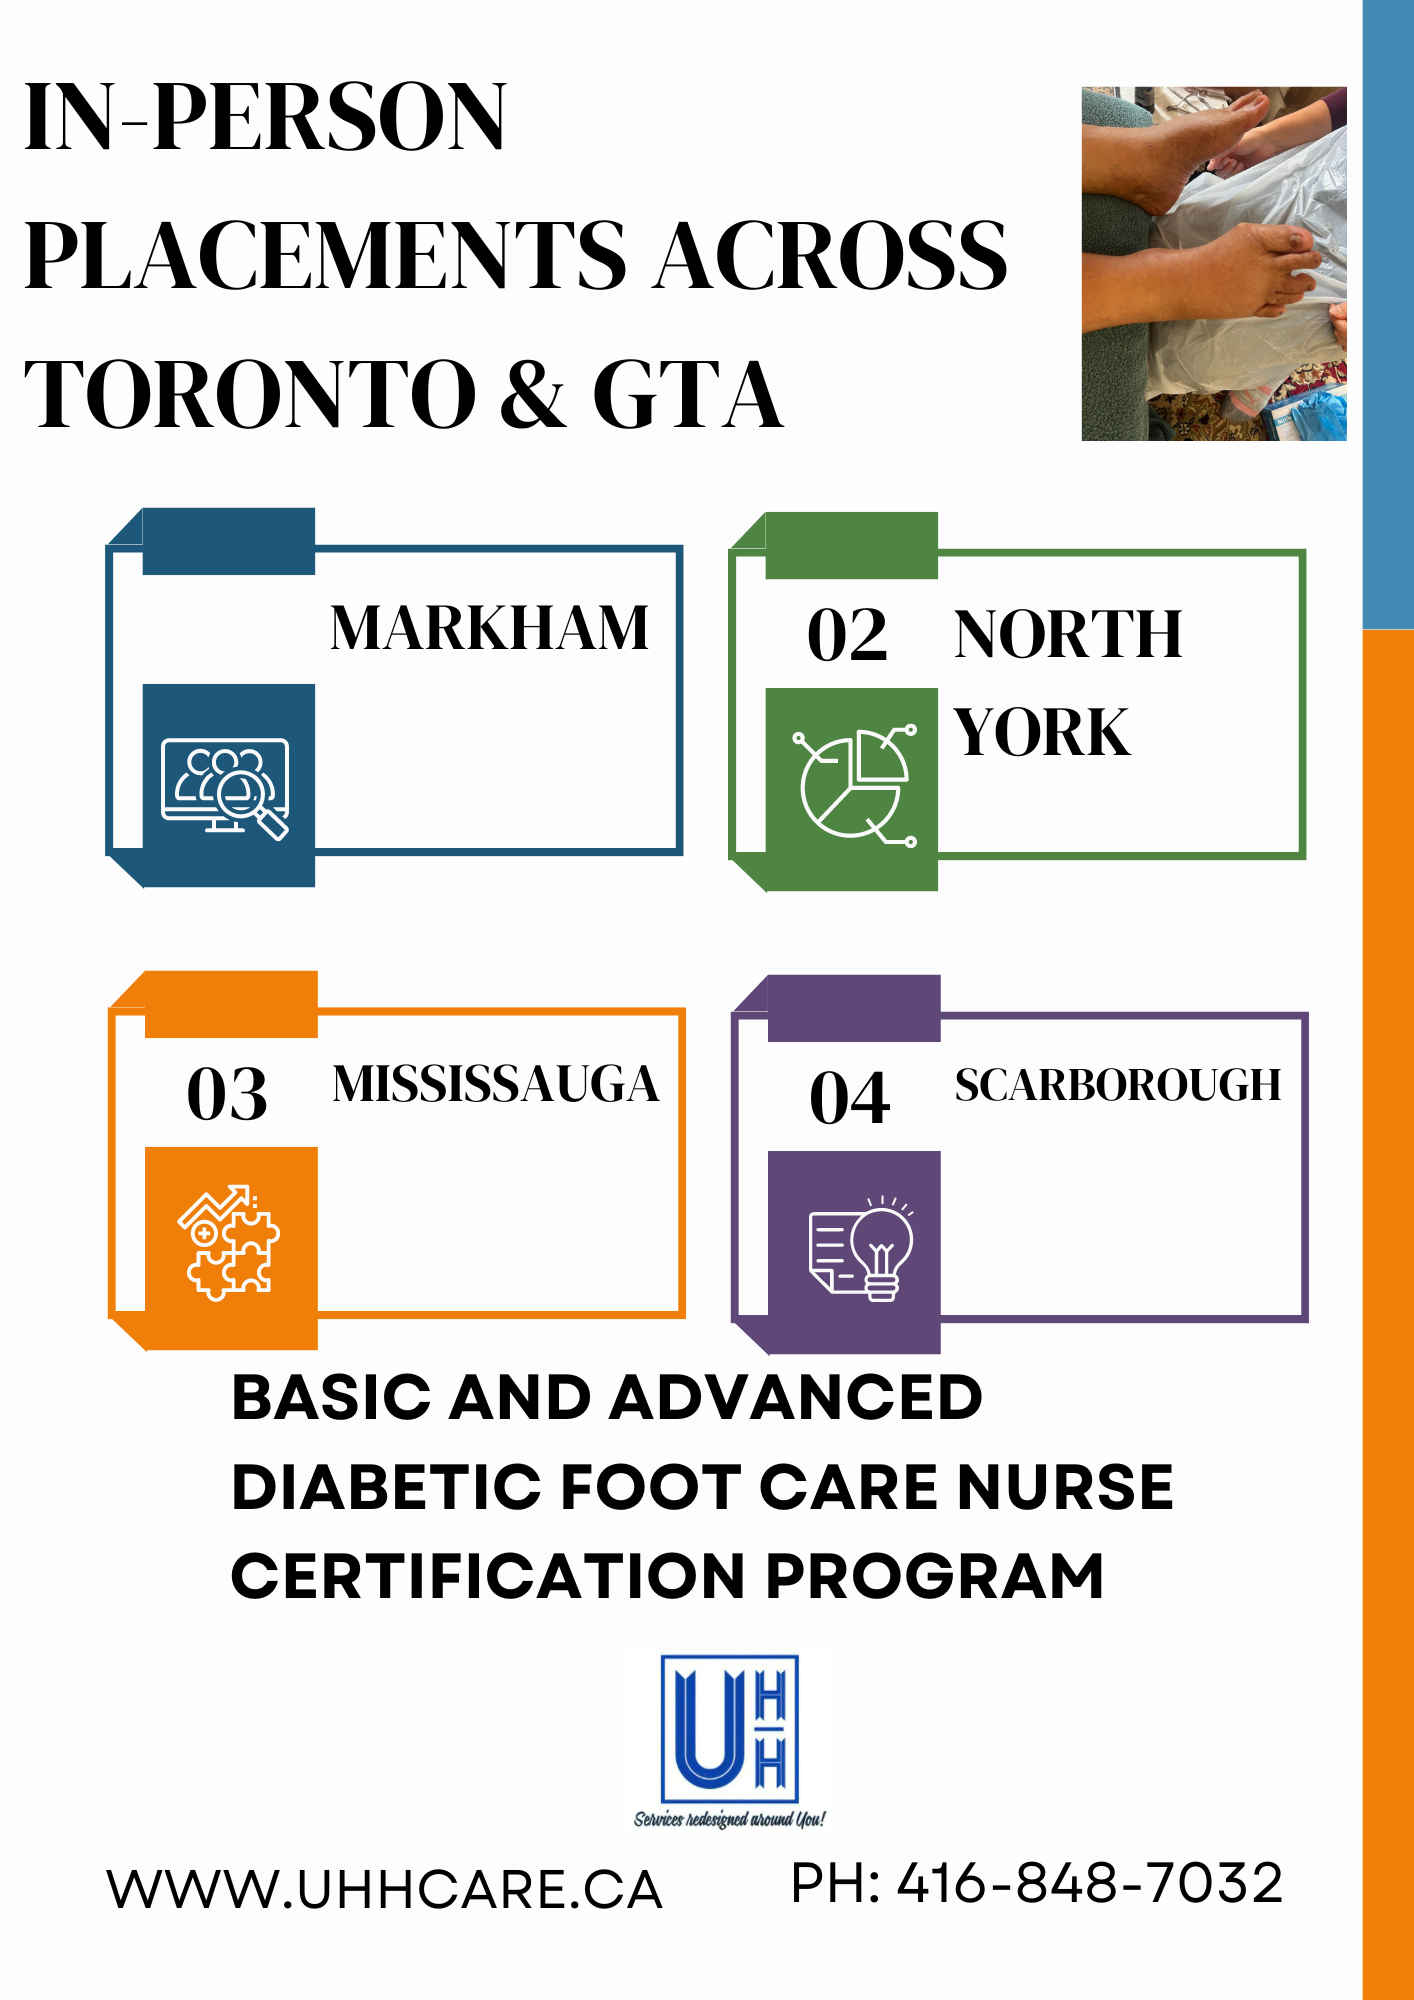 IN-PERSON
PLACEMENTS ACROSS
TORONTO & GTA
MARKHAM
02
NORTH
YORK
03
MISSISSAUGA
04
SCARBOROUGH
BASIC AND ADVANCED
DIABETIC FOOT CARE NURSE
CERTIFICATION PROGRAM
UHH
Services redesigned around You!
WWW.UHHCARE.CA
PH: 416-848-7032